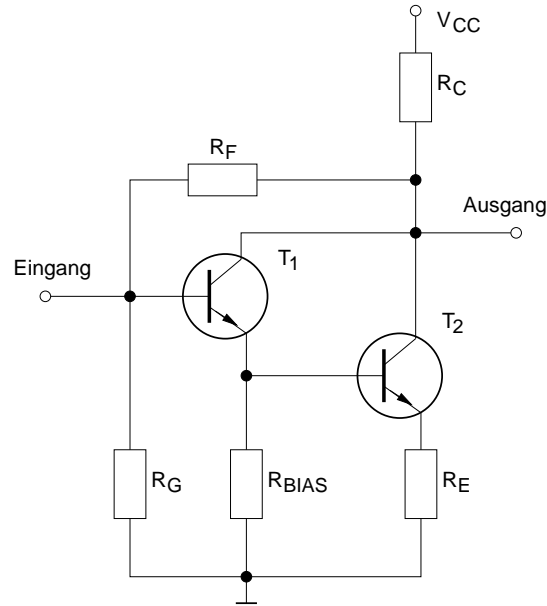 VCC
RC
RF
Ausgang
Eingang
T1
T2
RG
RBIAS
RE